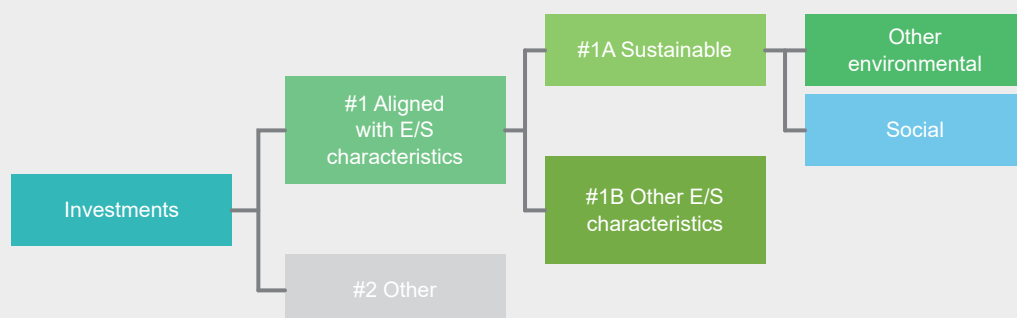 Investments
#1 Aligned
with E/S
characteristics
#2 Other
#1A Sustainable
#1B Other E/S
characteristics
Other
environmental
Social